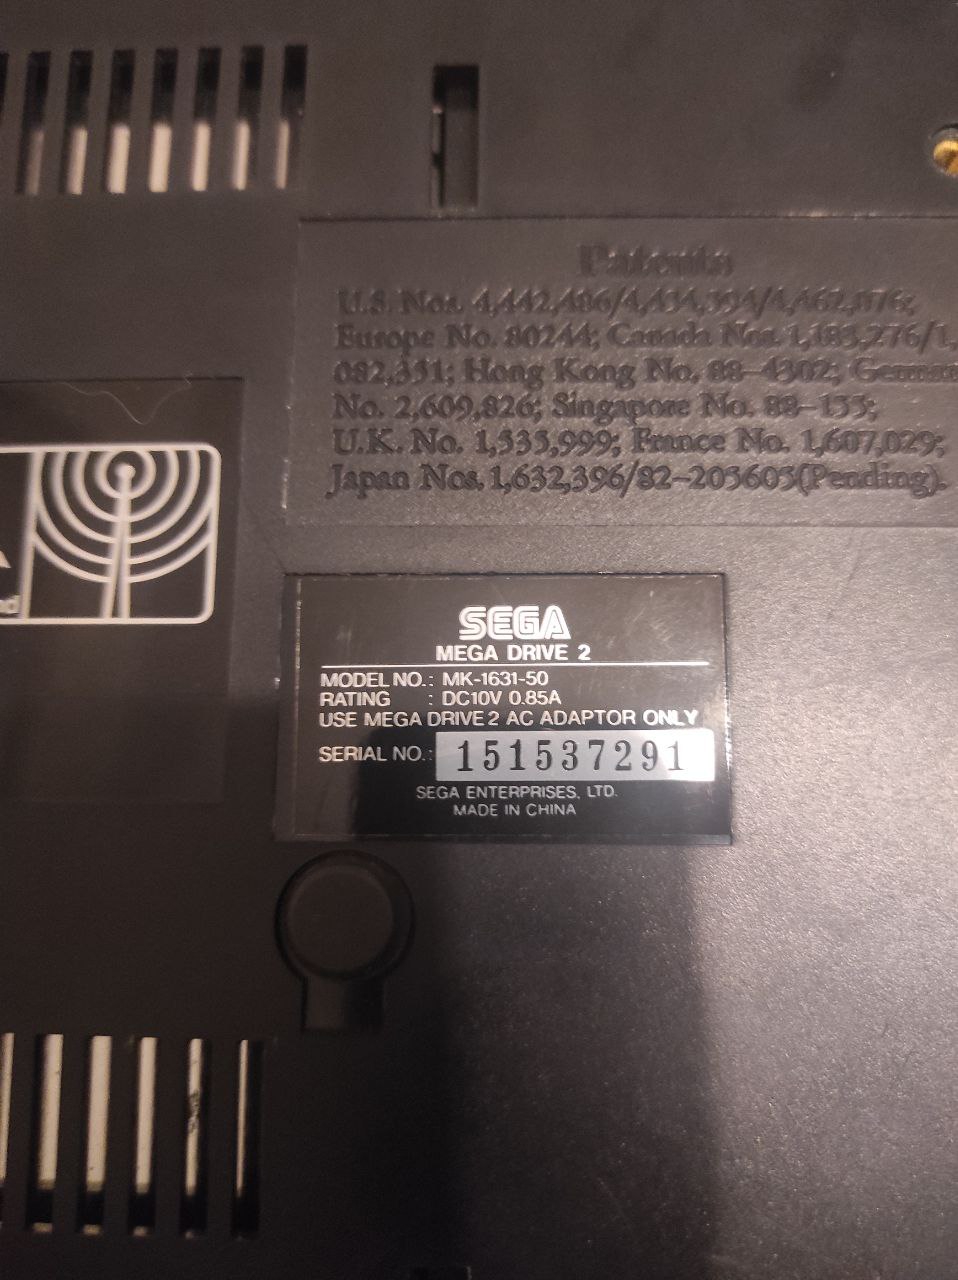 Patents
U.S. Nos. 4,442,486/4,454,594/4,462,076;
Europe No. 80244; Canada Nos. 1,183,276/1,
082,351; Hong Kong No. 88-4302; German
No. 2,609,826; Singapore No. 88-155;
U.K. No. 1,535,999; France No. 1,607,029;
Japan Nos. 1,632,396/82-205605(Pending).
nd
SEGA
MEGA DRIVE 2
MODEL NO.: MK-1631-50
RATING : DC10V 0.85A
USE MEGA DRIVE 2 AC ADAPTOR ONLY
SERIAL NO.: 151537291
SEGA ENTERPRISES, LTD.
MADE IN CHINA